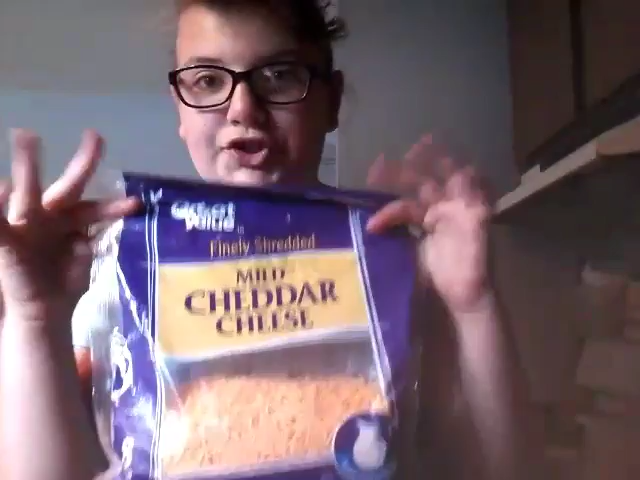 Great
Value
Finely Shredded
MILD
CHEDDAR
CHEESE